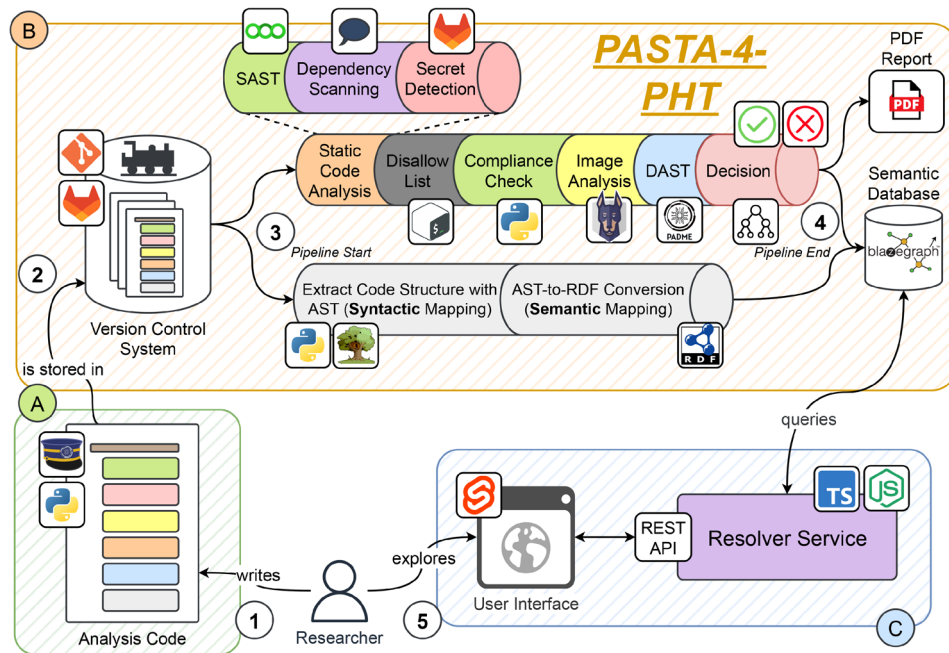 B
SAST
Dependency
Scanning
Secret
Detection
PASTA-4-
PHT
PDF
Report
PDF
Static
Code
Analysis
Disallow
List
Compliance
Check
Image
Analysis
DAST
Decision
$
PADME
Semantic
Database
blazegraph
3
Pipeline Start
4
Pipeline End
2
Extract Code Structure with
AST (Syntactic Mapping)
AST-to-RDF Conversion
(Semantic Mapping)
RDF
Version Control
System
is stored in
A
queries
TS
JS
REST
API
Resolver Service
explores
writes
User Interface
1
5
Researcher
Analysis Code
C